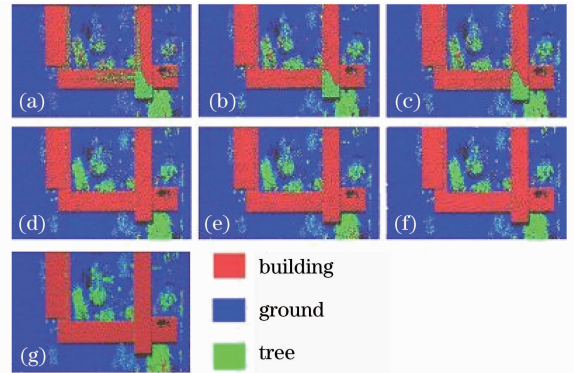 (a) (b) (c)
(d) (e) (f)
(g)
building
ground
tree